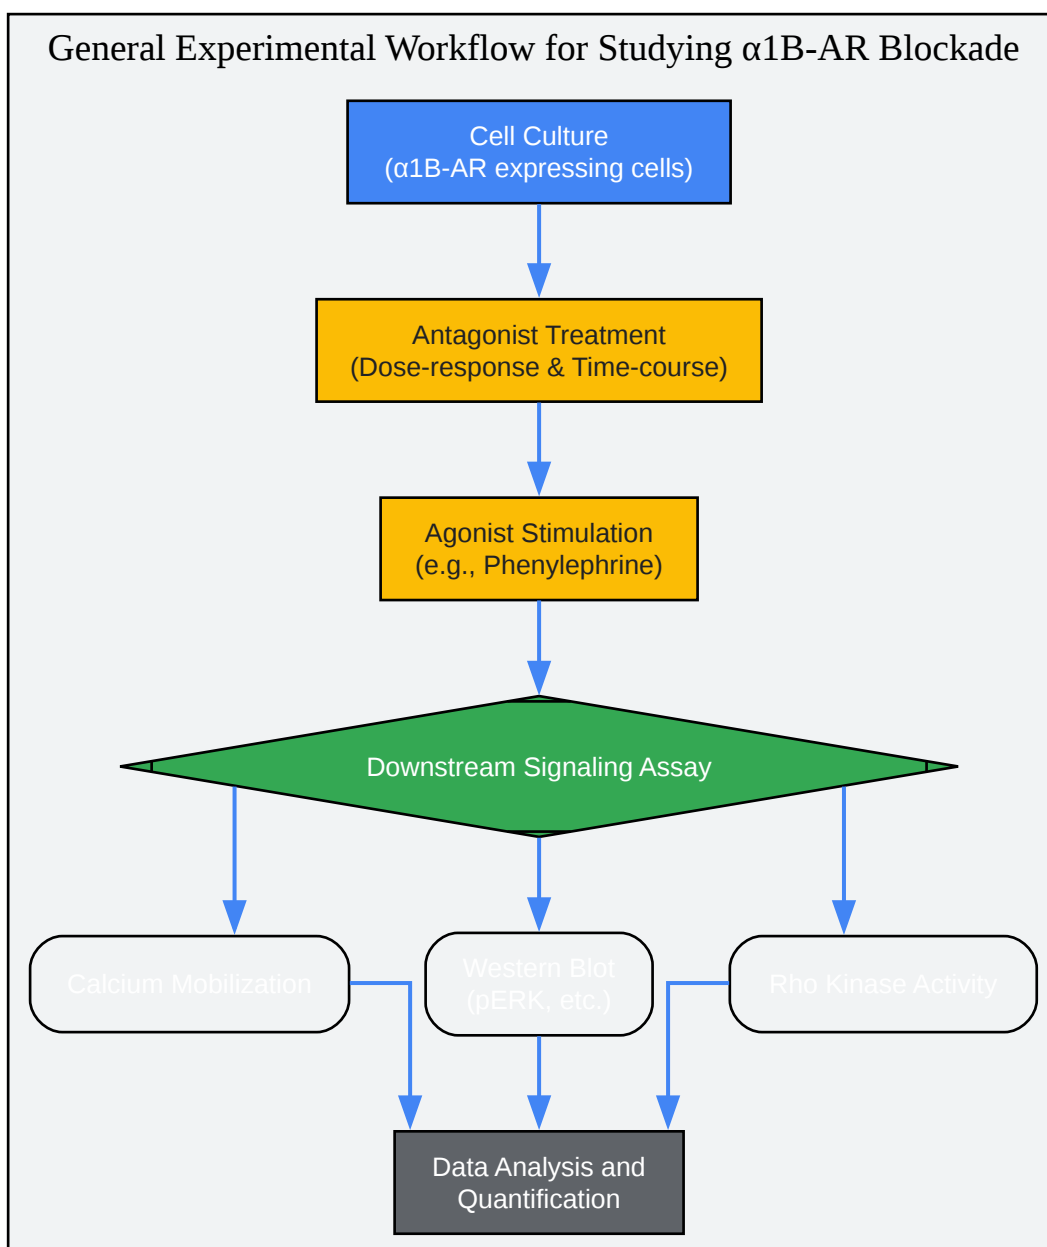 General Experimental Workflow for Studying α1B-AR Blockade
Cell Culture
(α1B-AR expressing cells)
Antagonist Treatment
(Dose-response & Time-course)
Agonist Stimulation
(e.g., Phenylephrine)
Downstream Signaling Assay
Calcium Mobilization
Western Blot
(pERK, etc.)
Rho Kinase Activity
Data Analysis and
Quantification